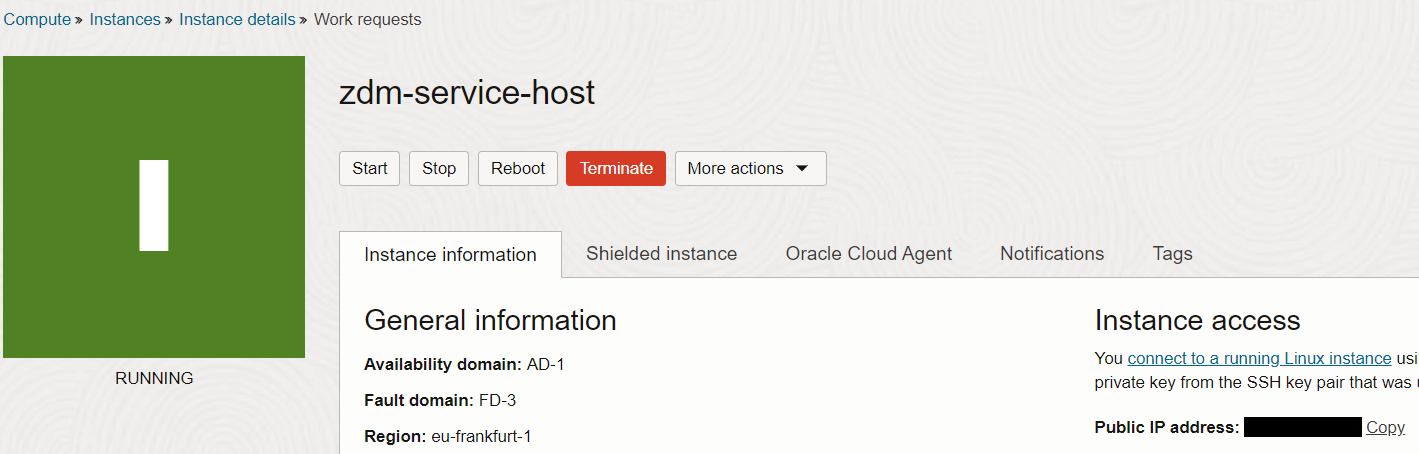 Compute » Instances » Instance details » Work requests
I
zdm-service-host
Start Stop Reboot Terminate More actions
RUNNING
Instance information Shielded instance Oracle Cloud Agent Notifications Tags
General information
Availability domain: AD-1
Fault domain: FD-3
Region: eu-frankfurt-1
Instance access
You connect to a running Linux instance usi
private key from the SSH key pair that was
Public IP address: Copy